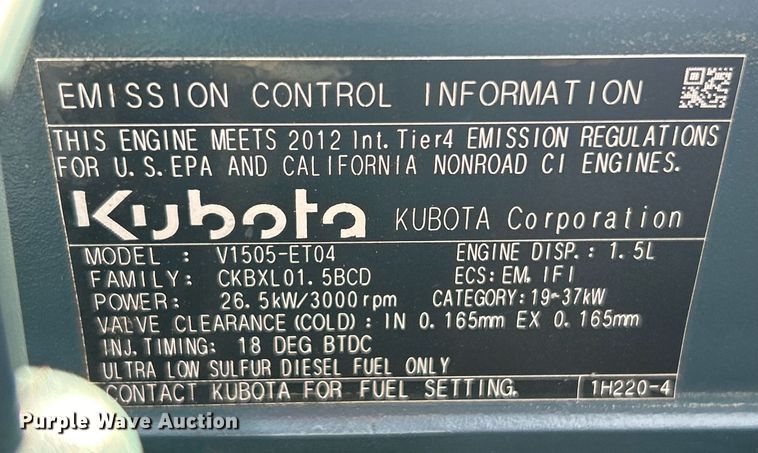 EMISSION CONTROL INFORMATION
THIS ENGINE MEETS 2012 Int. Tier4 EMISSION REGULATIONS
FOR U.S. EPA AND CALIFORNIA NONROAD CI ENGINES.
Kubota KUBOTA Corporation
MODEL : V1505-ET04 ENGINE DISP.: 1.5L
FAMILY: CKBXL01.5BCD ECS: EM, IFI
POWER: 26.5kW/3000rpm CATEGORY: 19-37kW
VALVE CLEARANCE (COLD) : IN 0.165mm EX 0.165mm
INJ. TIMING: 18 DEG BTDC
ULTRA LOW SULFUR DIESEL FUEL ONLY
CONTACT KUBOTA FOR FUEL SETTING. 1H220-4
Purple Wave Auction